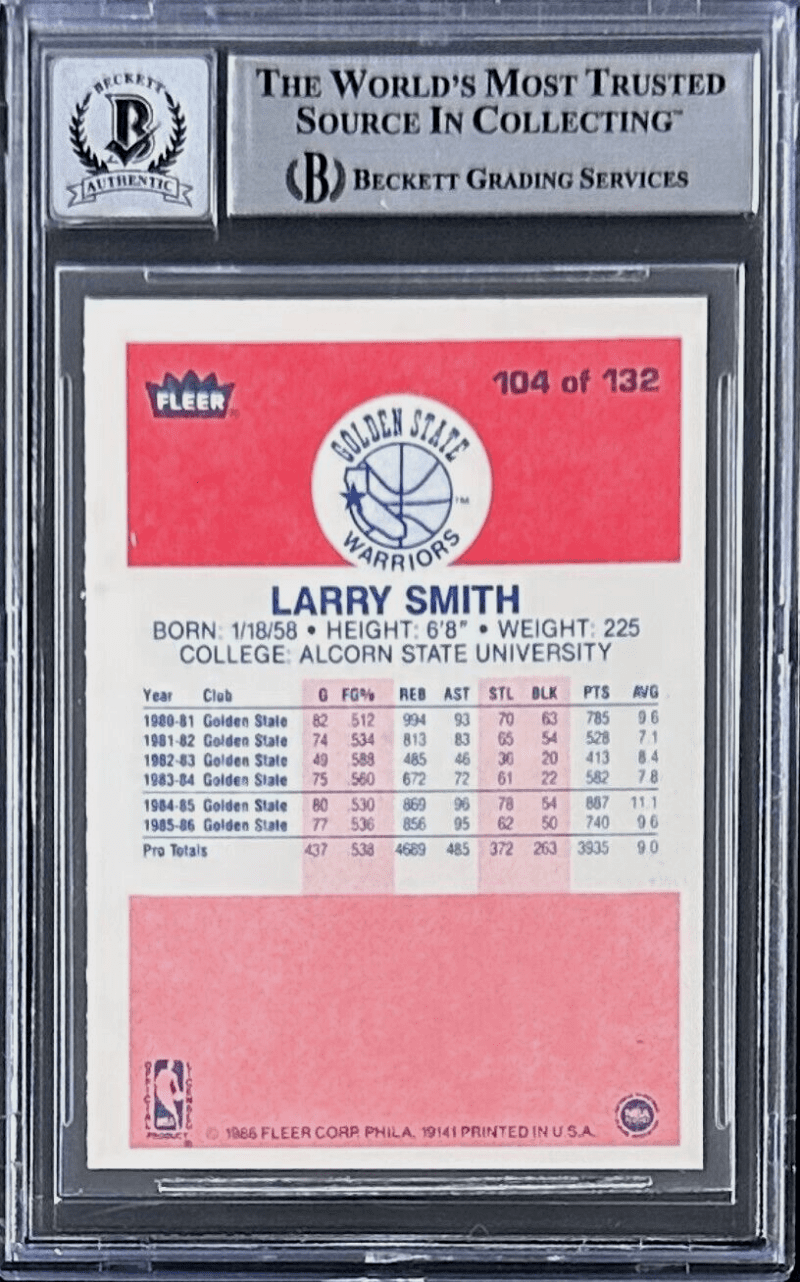 BECKETT
B
AUTHENTIC
THE WORLD'S MOST TRUSTED
SOURCE IN COLLECTING™
(B) BECKETT GRADING SERVICES
FLEER®
104 of 132
GOLDEN STATE
WARRIORS
TM
LARRY SMITH
BORN: 1/18/58 • HEIGHT: 6'8" • WEIGHT: 225
COLLEGE: ALCORN STATE UNIVERSITY
Year Club G FG% REB AST STL BLK PTS AVG
1980-81 Golden State 82 .512 994 93 70 63 785 9.6
1981-82 Golden State 74 .534 813 83 65 54 528 7.1
1982-83 Golden State 49 .588 485 46 36 20 413 8.4
1983-84 Golden State 75 .560 672 72 61 22 582 7.8
1984-85 Golden State 80 .530 869 96 78 54 887 11.1
1985-86 Golden State 77 .536 856 95 62 50 740 9.6
Pro Totals 437 .538 4689 485 372 263 3935 9.0
OFFICIAL LICENSED
NBA
PRODUCT ®
© 1986 FLEER CORP. PHILA. 19141 PRINTED IN U.S.A.
NBA